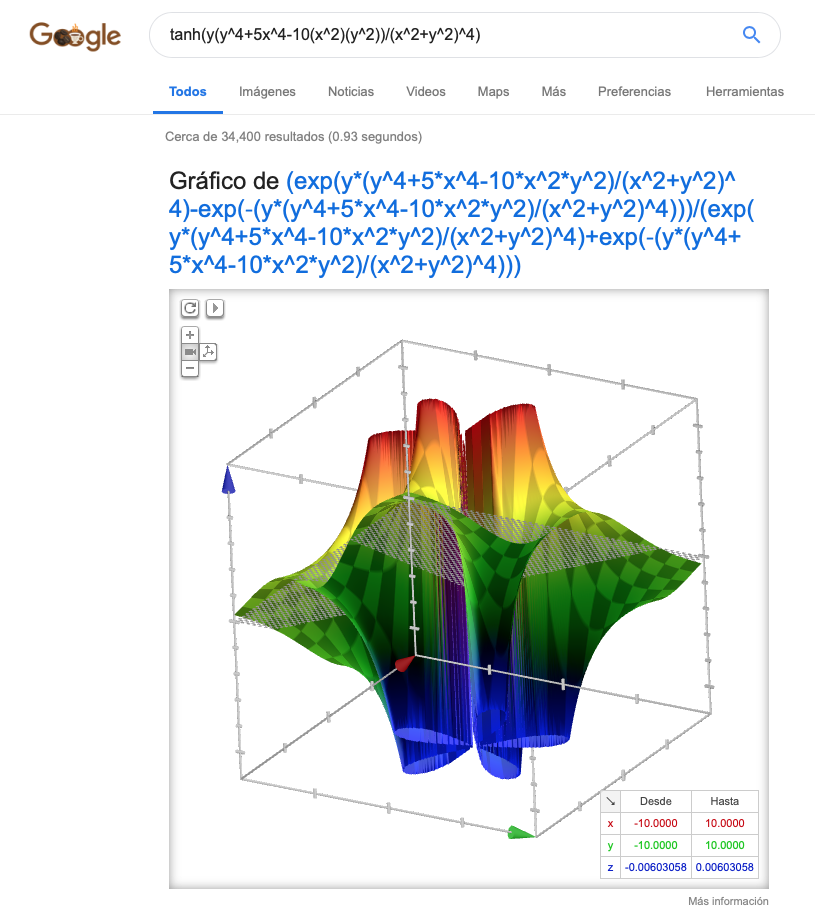 Google
tanh(y(y^4+5x^4-10(x^2)(y^2))/(x^2+y^2)^4)
Todos Imágenes Noticias Videos Maps Más Preferencias Herramientas
Cerca de 34,400 resultados (0.93 segundos)
Gráfico de (exp(y*(y^4+5*x^4-10*x^2*y^2)/(x^2+y^2)^
4)-exp(-(y*(y^4+5*x^4-10*x^2*y^2)/(x^2+y^2)^4)))/(exp(
y*(y^4+5*x^4-10*x^2*y^2)/(x^2+y^2)^4)+exp(-(y*(y^4+
5*x^4-10*x^2*y^2)/(x^2+y^2)^4)))
Desde Hasta
x -10.0000 10.0000
y -10.0000 10.0000
z -0.00603058 0.00603058
Más información